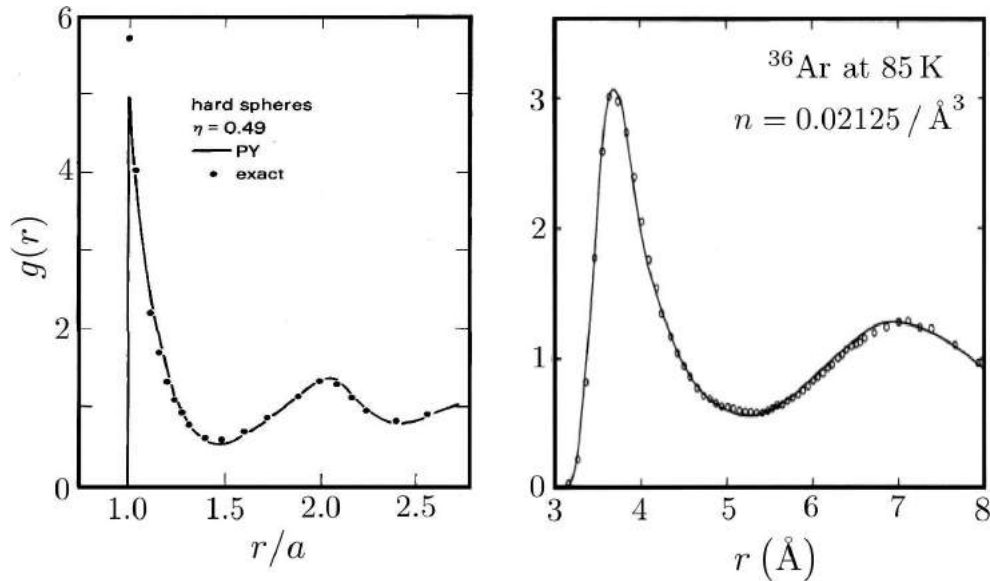 6
4
2
0
g(r)
hard spheres
η = 0.49
— PY
• exact
1.0 1.5 2.0 2.5
r/a
3
2
1
0
³⁶Ar at 85 K
n = 0.02125 / Å³
3 4 5 6 7 8
r (Å)